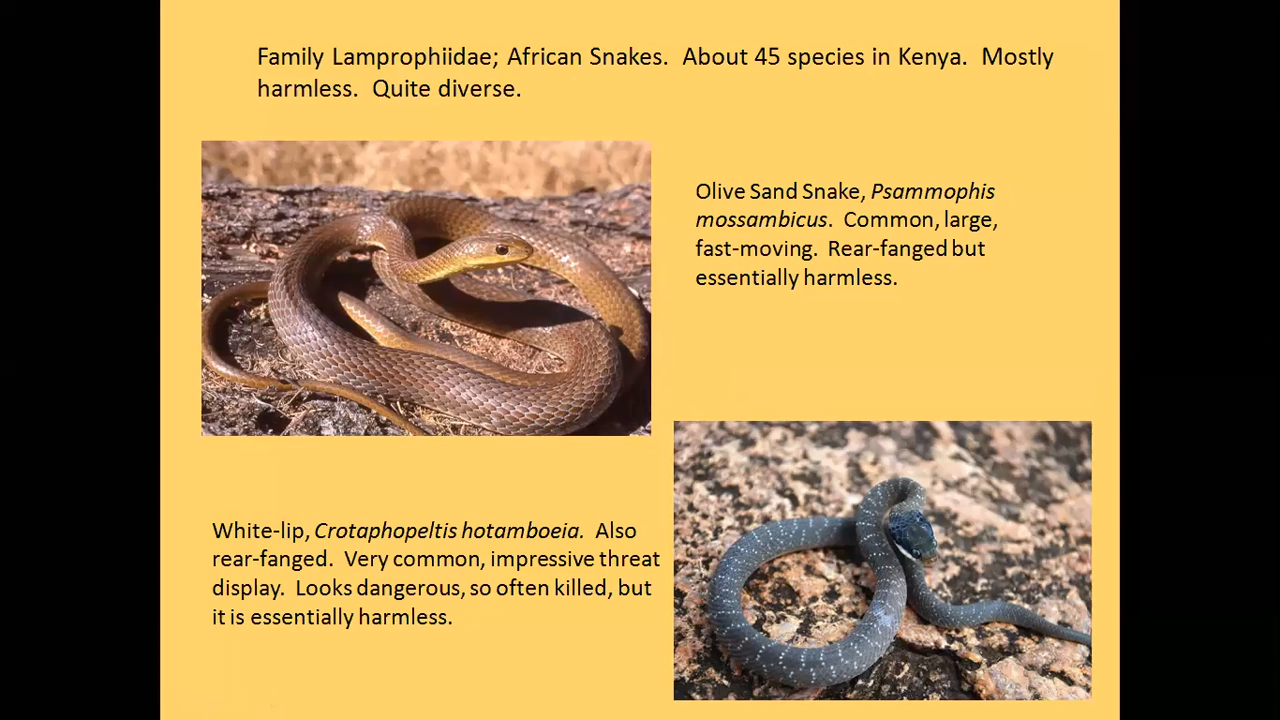 Family Lamprophiidae; African Snakes.  About 45 species in Kenya.  Mostly
harmless.  Quite diverse.
Olive Sand Snake, Psammophis
mossambicus.  Common, large,
fast-moving.  Rear-fanged but
essentially harmless.
White-lip, Crotaphopeltis hotamboeia.  Also
rear-fanged.  Very common, impressive threat
display.  Looks dangerous, so often killed, but
it is essentially harmless.